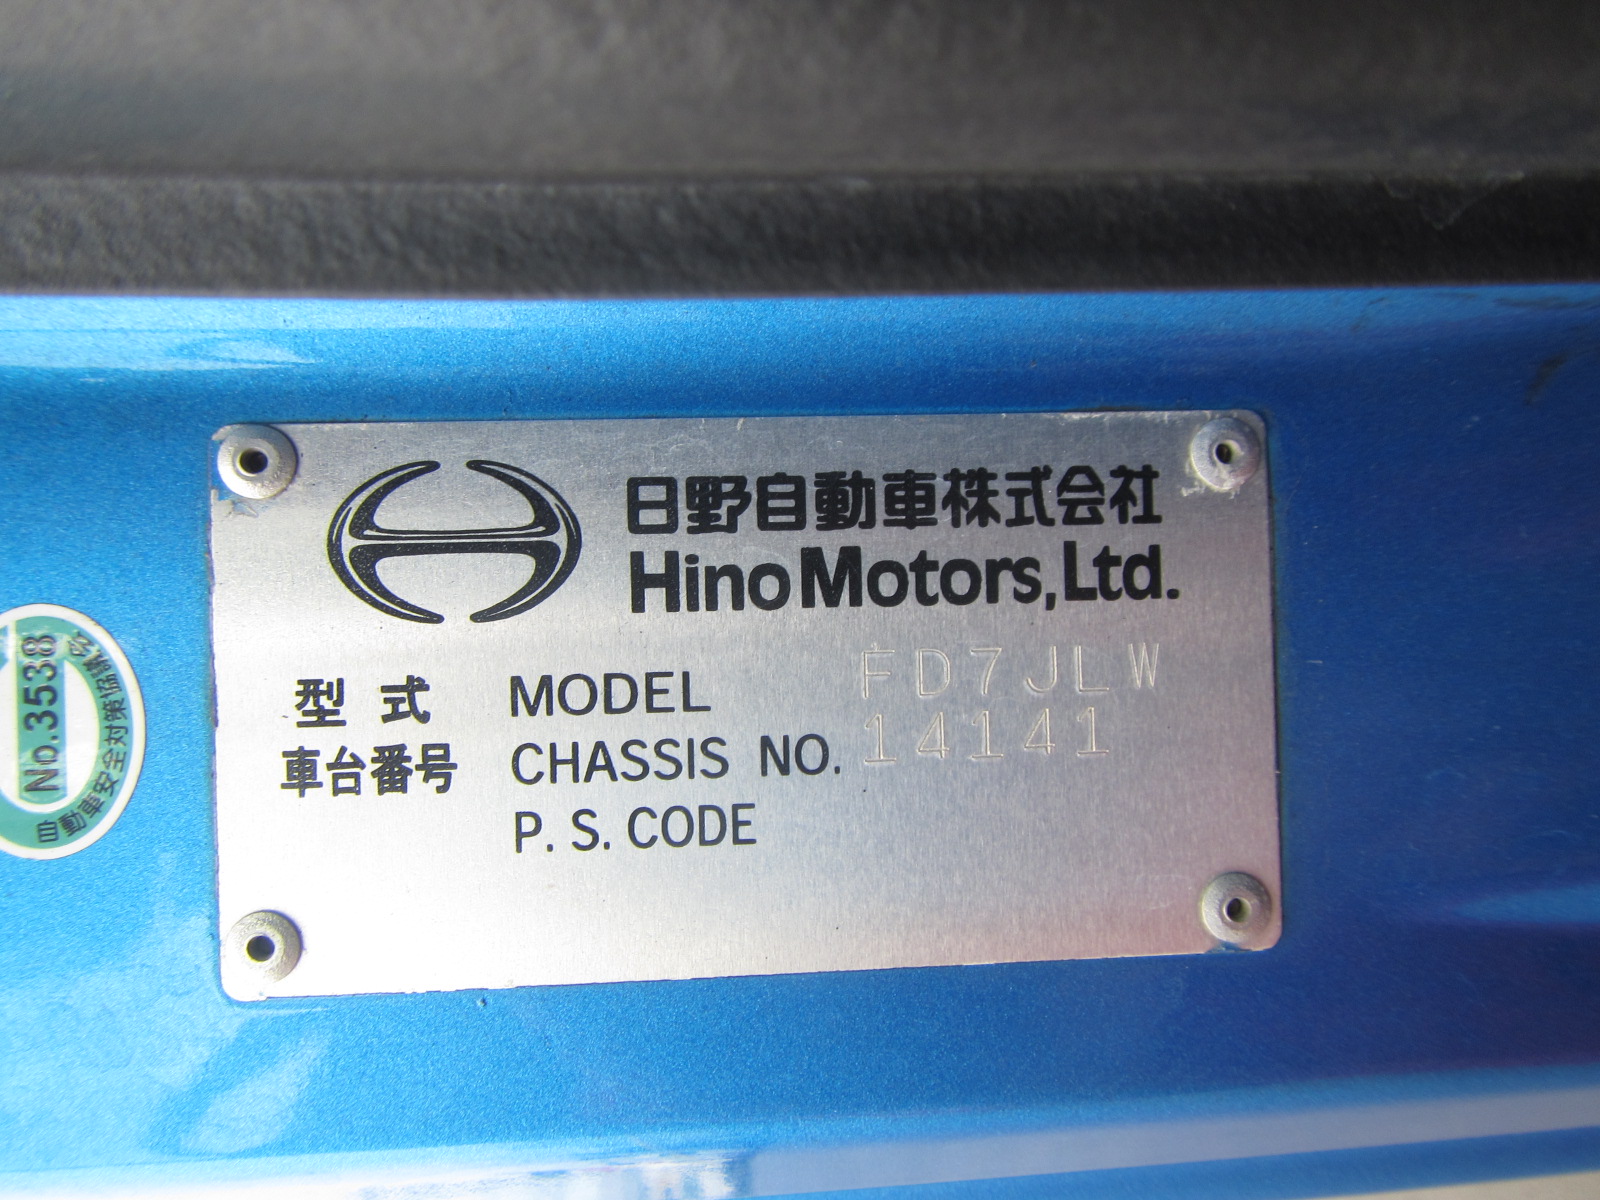 日野自動車株式会社
Hino Motors, Ltd.
型式 MODEL FD7JLW
車台番号 CHASSIS NO. 14141
P. S. CODE
No.3538
自動車安全対策協議会